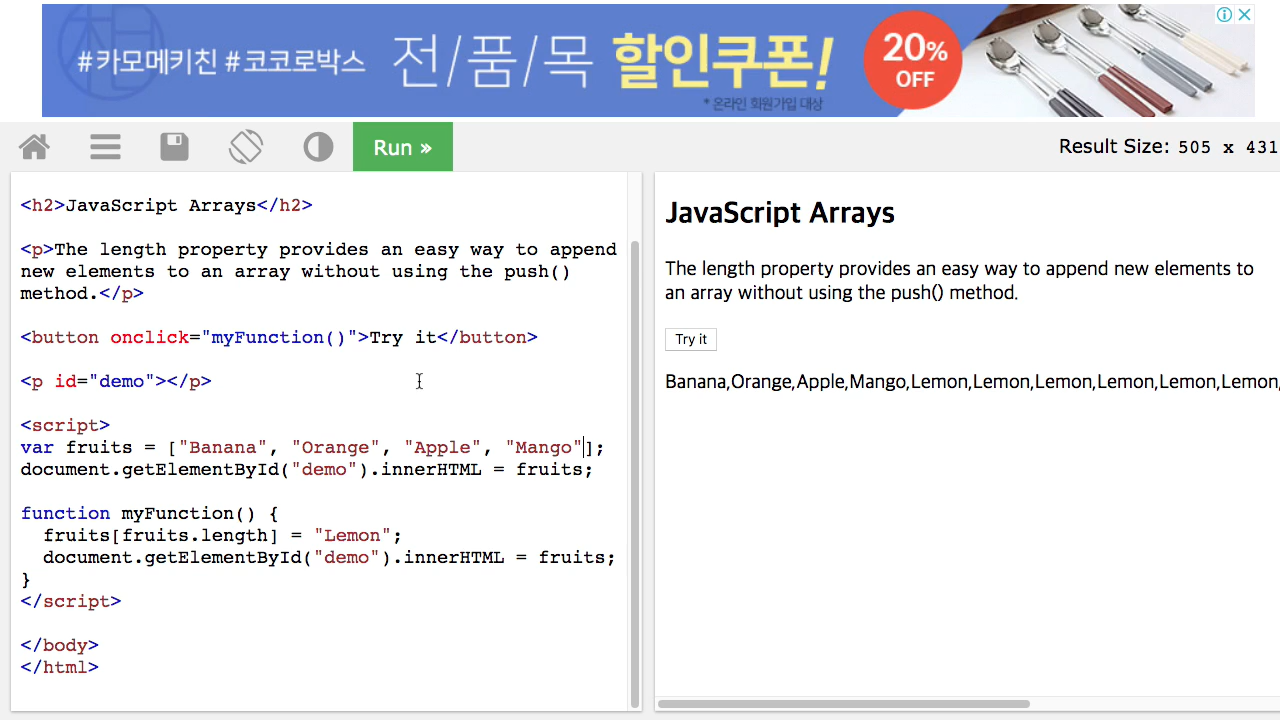 #카모메키친 #코코로박스 전/품/목 할인쿠폰! 20% OFF
* 온라인 회원가입 대상
Run »
Result Size: 505 x 431
<h2>JavaScript Arrays</h2>
<p>The length property provides an easy way to append
new elements to an array without using the push()
method.</p>
<button onclick="myFunction()">Try it</button>
<p id="demo"></p>
<script>
var fruits = ["Banana", "Orange", "Apple", "Mango"];
document.getElementById("demo").innerHTML = fruits;
function myFunction() {
  fruits[fruits.length] = "Lemon";
  document.getElementById("demo").innerHTML = fruits;
}
</script>
</body>
</html>
JavaScript Arrays
The length property provides an easy way to append new elements to
an array without using the push() method.
Try it
Banana,Orange,Apple,Mango,Lemon,Lemon,Lemon,Lemon,Lemon,Lemon,